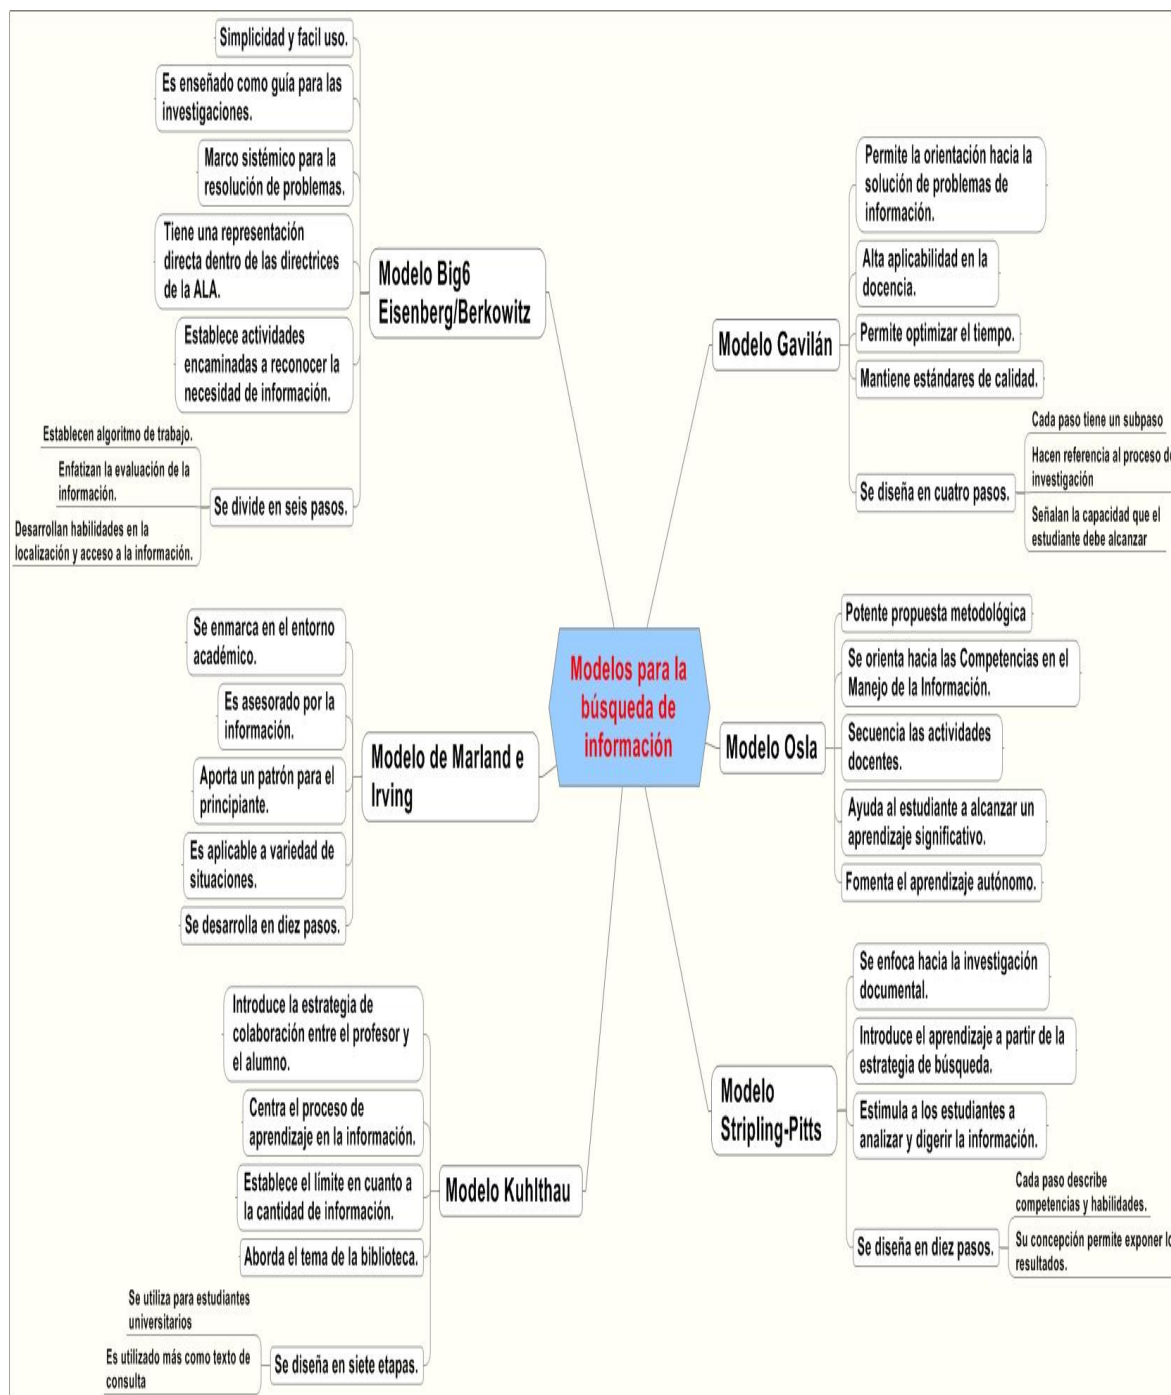 Modelos para la
búsqueda de
información
Modelo Big6
Eisenberg/Berkowitz
Simplicidad y facil uso.
Es enseñado como guía para las
investigaciones.
Marco sistémico para la
resolución de problemas.
Tiene una representación
directa dentro de las directrices
de la ALA.
Establece actividades
encaminadas a reconocer la
necesidad de información.
Se divide en seis pasos.
Establecen algoritmo de trabajo.
Enfatizan la evaluación de la
información.
Desarrollan habilidades en la
localización y acceso a la información.
Modelo de Marland e
Irving
Se enmarca en el entorno
académico.
Es asesorado por la
información.
Aporta un patrón para el
principiante.
Es aplicable a variedad de
situaciones.
Se desarrolla en diez pasos.
Modelo Kuhlthau
Introduce la estrategia de
colaboración entre el profesor y
el alumno.
Centra el proceso de
aprendizaje en la información.
Establece el límite en cuanto a
la cantidad de información.
Aborda el tema de la biblioteca.
Se diseña en siete etapas.
Se utiliza para estudiantes
universitarios
Es utilizado más como texto de
consulta
Modelo Gavilán
Permite la orientación hacia la
solución de problemas de
información.
Alta aplicabilidad en la
docencia.
Permite optimizar el tiempo.
Mantiene estándares de calidad.
Se diseña en cuatro pasos.
Cada paso tiene un subpaso
Hacen referencia al proceso de
investigación
Señalan la capacidad que el
estudiante debe alcanzar
Modelo Osla
Potente propuesta metodológica
Se orienta hacia las Competencias en el
Manejo de la Información.
Secuencia las actividades
docentes.
Ayuda al estudiante a alcanzar un
aprendizaje significativo.
Fomenta el aprendizaje autónomo.
Modelo
Stripling-Pitts
Se enfoca hacia la investigación
documental.
Introduce el aprendizaje a partir de la
estrategia de búsqueda.
Estimula a los estudiantes a
analizar y digerir la información.
Se diseña en diez pasos.
Cada paso describe
competencias y habilidades.
Su concepción permite exponer lo
resultados.